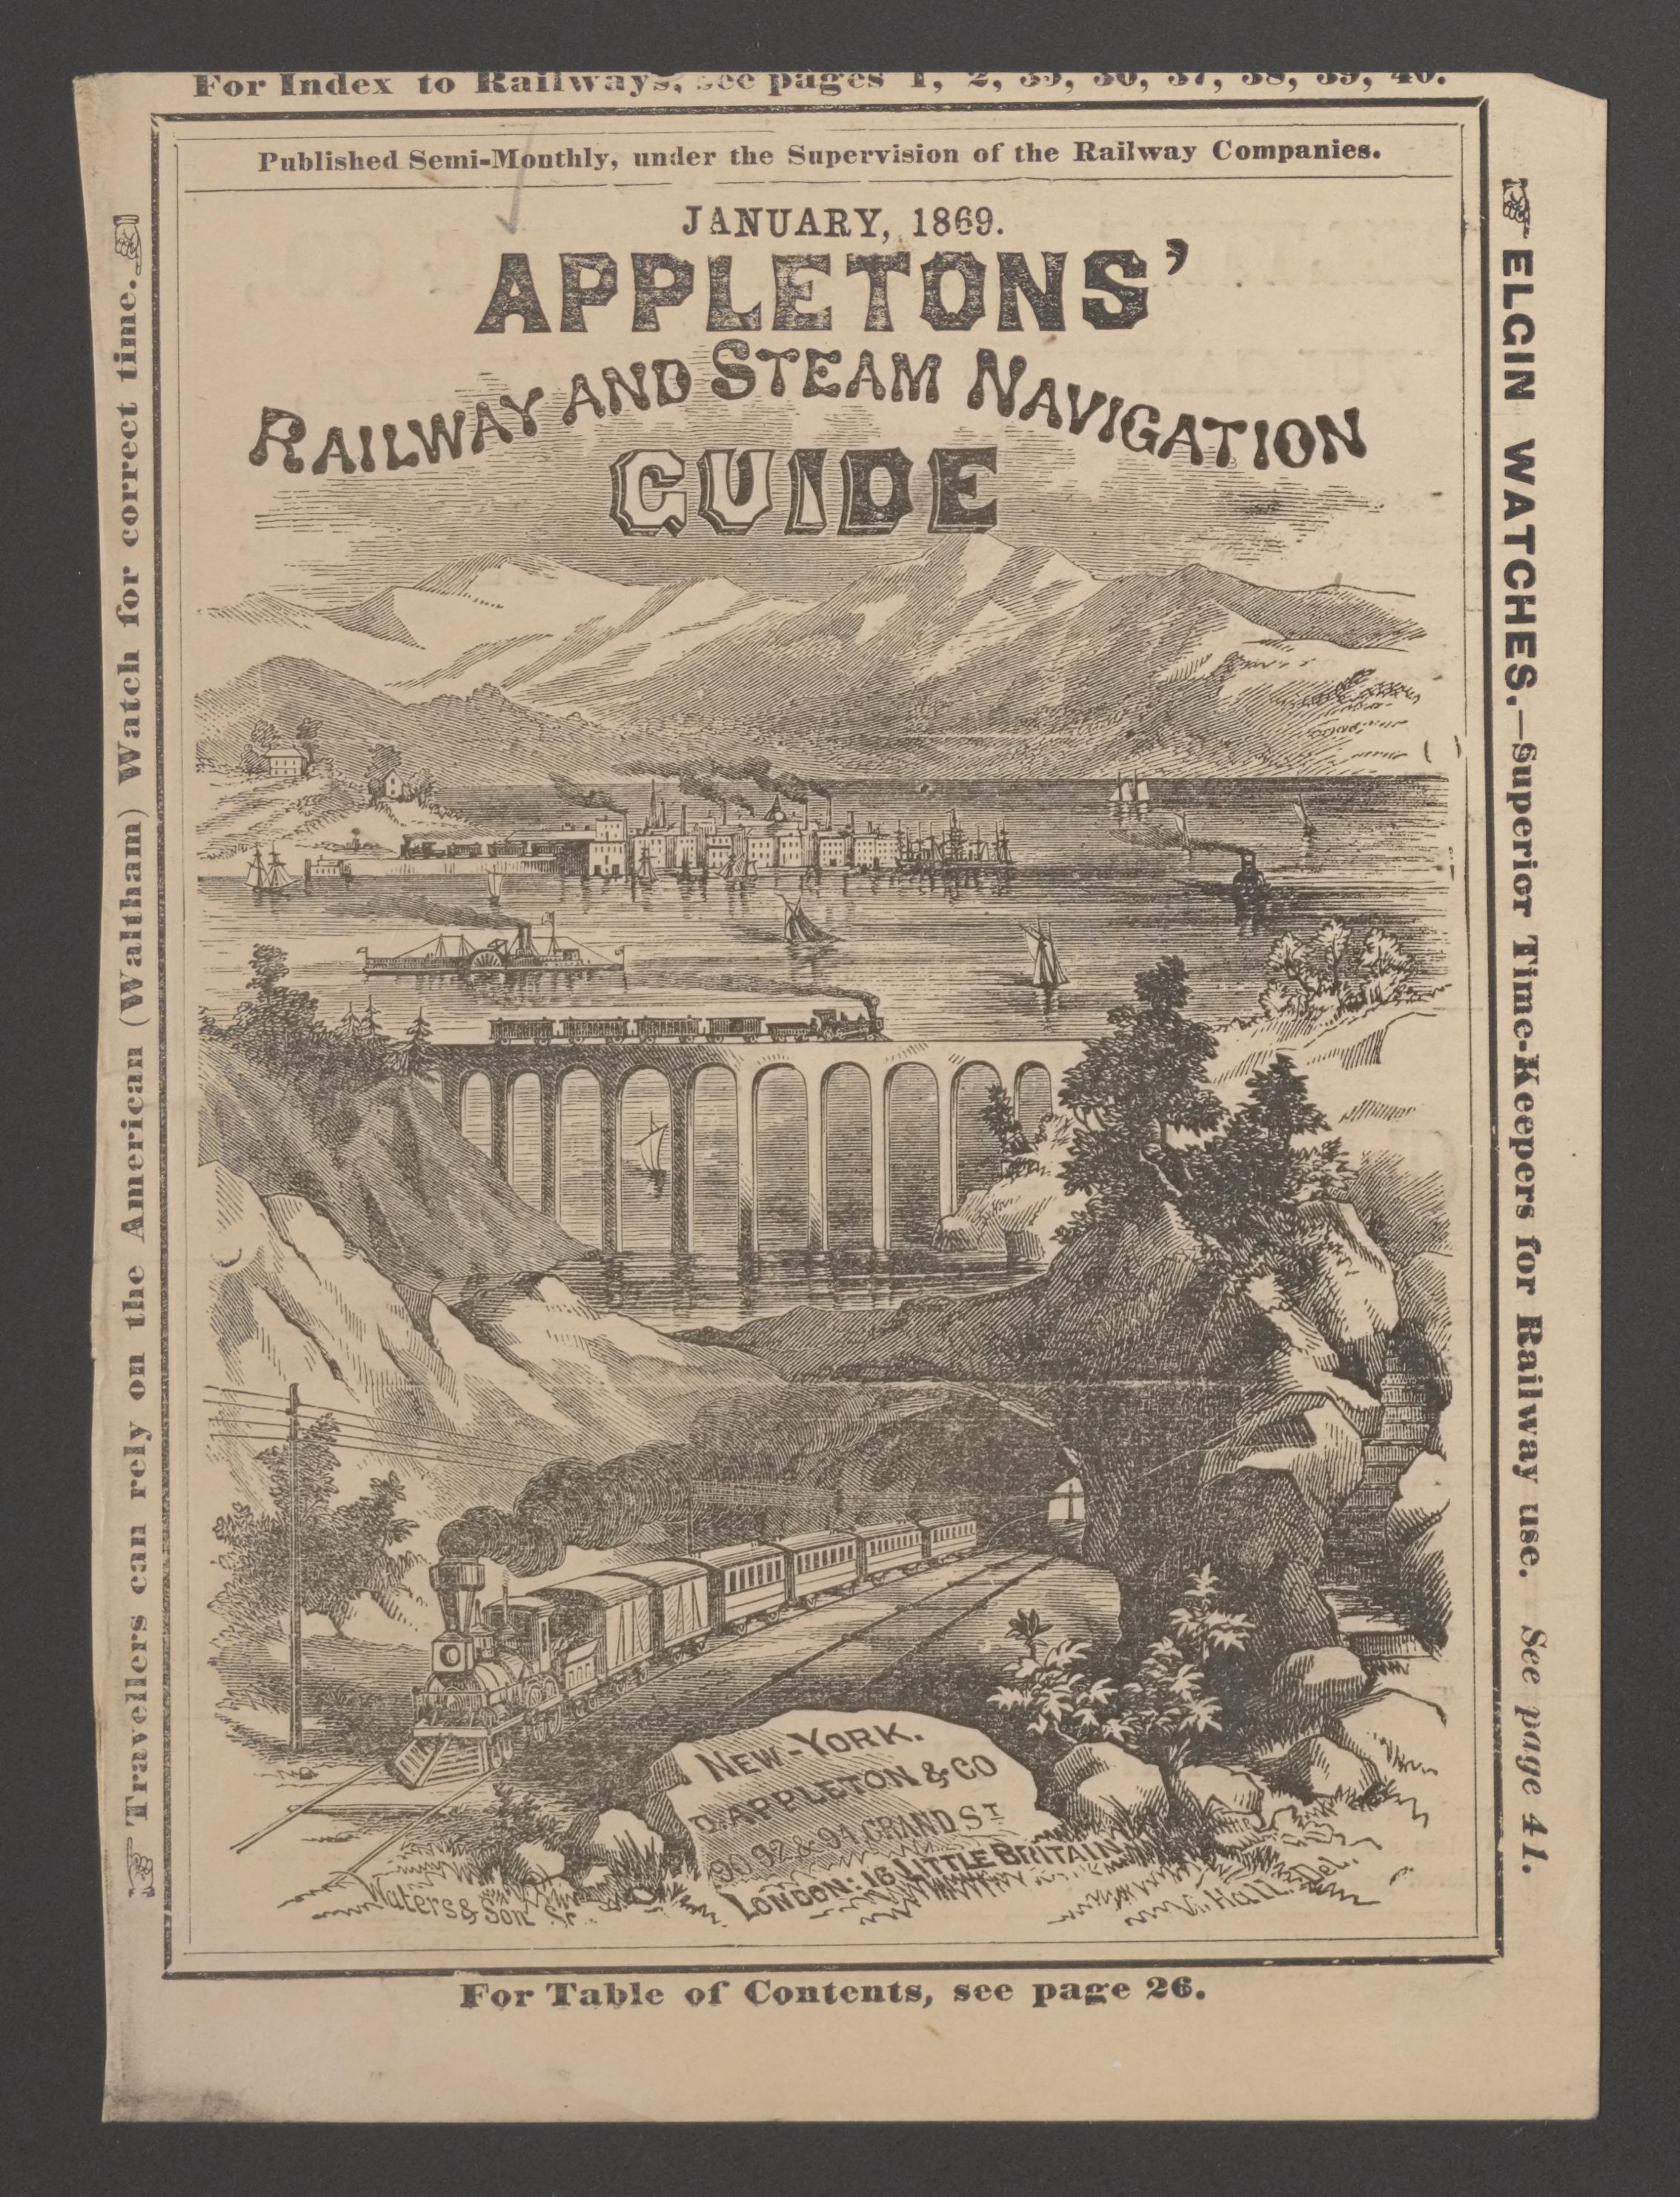 For Index to Railways, see pages 1, 2, 35, 36, 37, 38, 39, 40.
Published Semi-Monthly, under the Supervision of the Railway Companies.
JANUARY, 1869.
APPLETONS'
RAILWAY AND STEAM NAVIGATION
GUIDE
Travellers can rely on the American (Waltham) Watch for correct time.
ELGIN WATCHES.—Superior Time-Keepers for Railway use. See page 41.
NEW-YORK.
D. APPLETON & CO
90 92 & 94 GRAND ST
LONDON: 16 LITTLE BRITAIN
Waters & Son Sc.
Hall. Del.
For Table of Contents, see page 26.